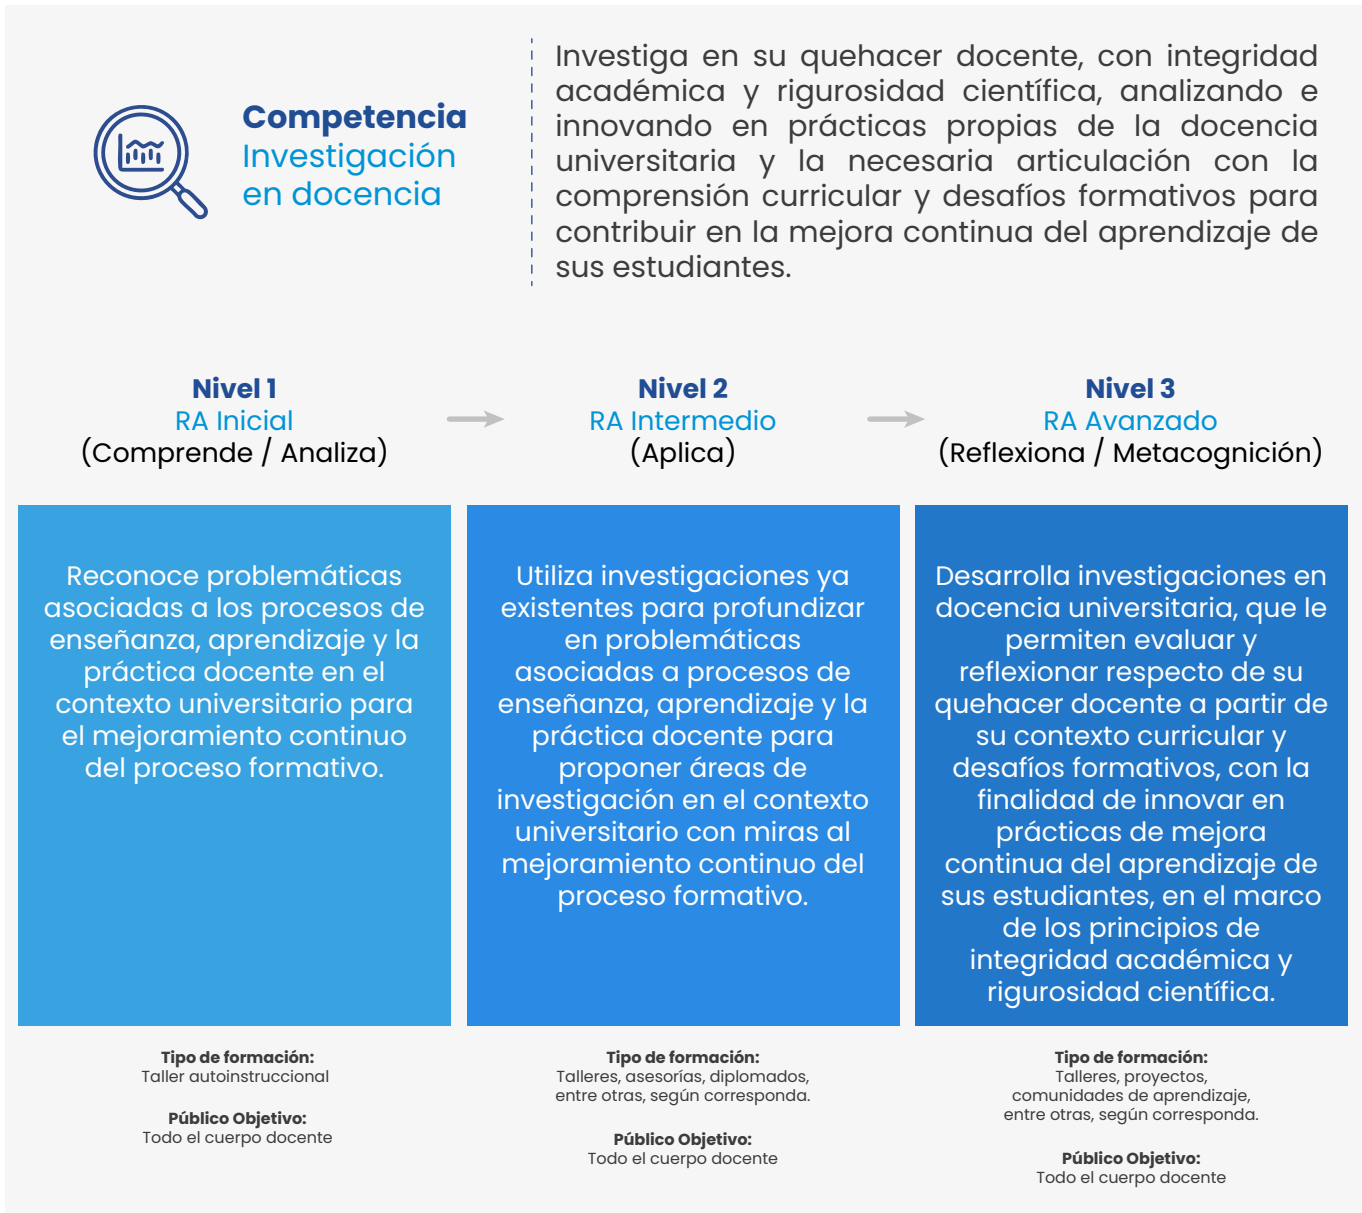 Competencia
Investigación
en docencia
Investiga en su quehacer docente, con integridad
académica y rigurosidad científica, analizando e
innovando en prácticas propias de la docencia
universitaria y la necesaria articulación con la
comprensión curricular y desafíos formativos para
contribuir en la mejora continua del aprendizaje de
sus estudiantes.
Nivel 1
RA Inicial
(Comprende / Analiza)
Nivel 2
RA Intermedio
(Aplica)
Nivel 3
RA Avanzado
(Reflexiona / Metacognición)
Reconoce problemáticas
asociadas a los procesos de
enseñanza, aprendizaje y la
práctica docente en el
contexto universitario para
el mejoramiento continuo
del proceso formativo.
Utiliza investigaciones ya
existentes para profundizar
en problemáticas
asociadas a procesos de
enseñanza, aprendizaje y la
práctica docente para
proponer áreas de
investigación en el contexto
universitario con miras al
mejoramiento continuo del
proceso formativo.
Desarrolla investigaciones en
docencia universitaria, que le
permiten evaluar y
reflexionar respecto de su
quehacer docente a partir de
su contexto curricular y
desafíos formativos, con la
finalidad de innovar en
prácticas de mejora
continua del aprendizaje de
sus estudiantes, en el marco
de los principios de
integridad académica y
rigurosidad científica.
Tipo de formación:
Taller autoinstruccional
Público Objetivo:
Todo el cuerpo docente
Tipo de formación:
Talleres, asesorías, diplomados,
entre otras, según corresponda.
Público Objetivo:
Todo el cuerpo docente
Tipo de formación:
Talleres, proyectos,
comunidades de aprendizaje,
entre otras, según corresponda.
Público Objetivo:
Todo el cuerpo docente